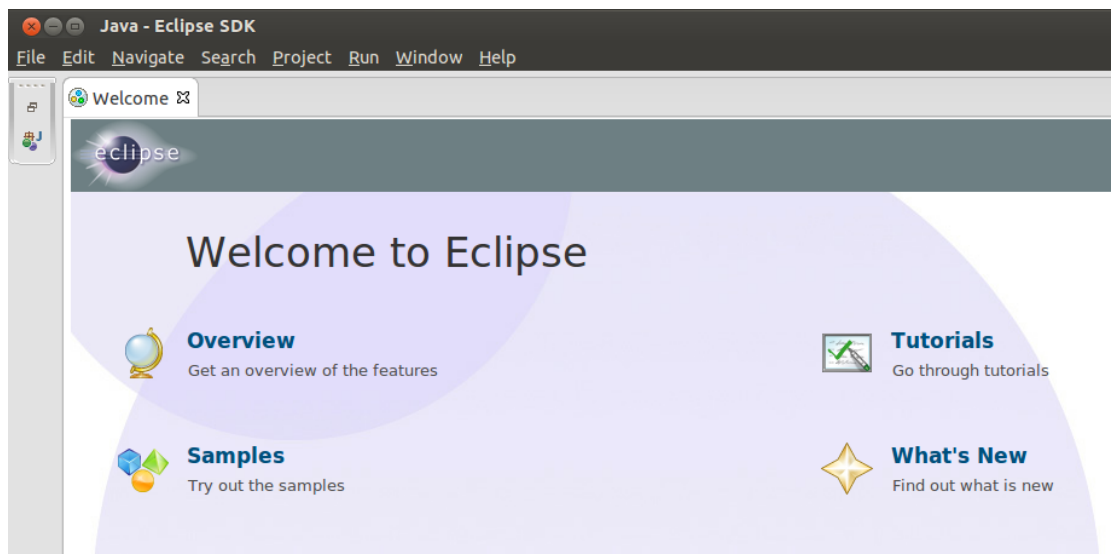 Java - Eclipse SDK
File Edit Navigate Search Project Run Window Help
Welcome
eclipse
Welcome to Eclipse
Overview
Get an overview of the features
Tutorials
Go through tutorials
Samples
Try out the samples
What's New
Find out what is new